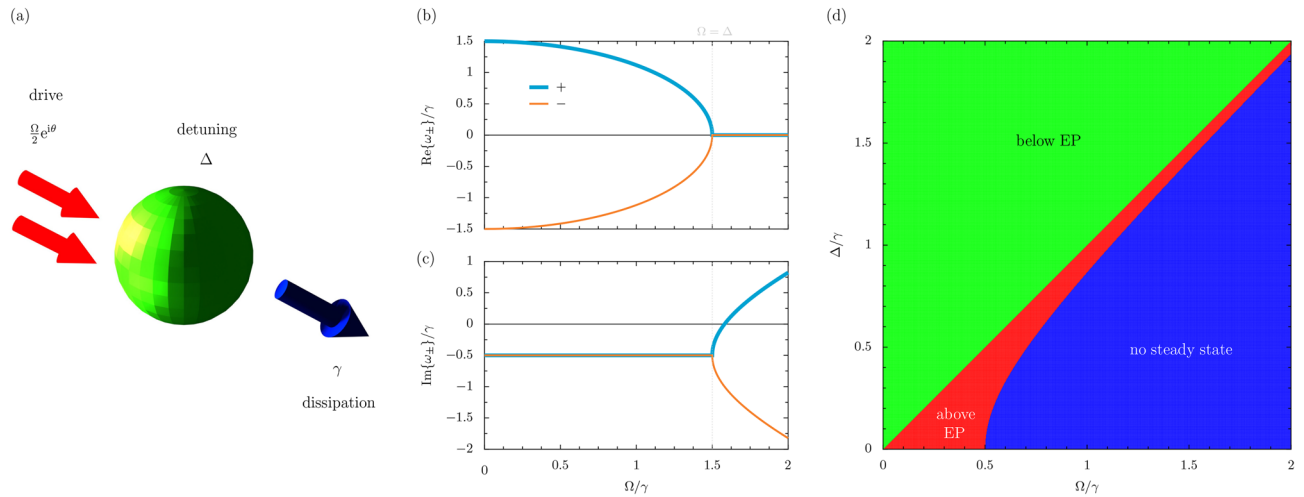 (a)
drive
Ω/2 e^{iθ}
detuning
Δ
γ
dissipation
(b)
Ω = Δ
1.5
1
0.5
0
−0.5
−1
−1.5
Re{ω±}/γ
+
−
(c)
1
0.5
0
−0.5
−1
−1.5
−2
Im{ω±}/γ
0 0.5 1 1.5 2
Ω/γ
(d)
2
1.5
1
0.5
0
Δ/γ
below EP
no steady state
above
EP
0 0.5 1 1.5 2
Ω/γ